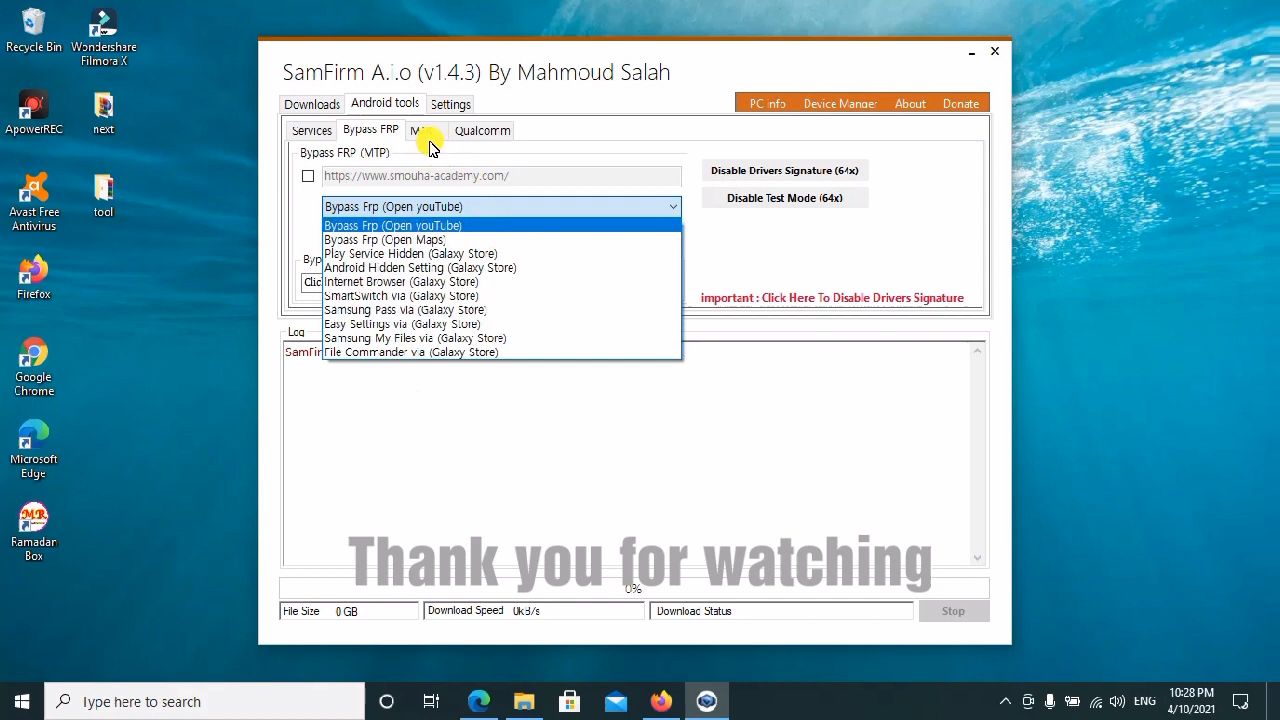 Recycle Bin
Wondershare
Filmora X
ApowerREC
next
Avast Free
Antivirus
tool
Firefox
Google
Chrome
Microsoft
Edge
MR
Ramadan
Box
SamFirm A.i.o (v1.4.3) By Mahmoud Salah
Downloads Android tools Settings
PC info Device Manger About Donate
Services Bypass FRP Qualcomm
Bypass FRP (MTP)
https://www.smouha-academy.com/
Disable Drivers Signature (64x)
Disable Test Mode (64x)
Bypass Frp (Open youTube)
Bypass Frp (Open youTube)
Bypass Frp (Open Maps)
Play Service Hidden (Galaxy Store)
Android Hidden Setting (Galaxy Store)
Internet Browser (Galaxy Store)
SmartSwitch via (Galaxy Store)
Samsung Pass via (Galaxy Store)
Easy Settings via (Galaxy Store)
Samsung My Files via (Galaxy Store)
File Commander via (Galaxy Store)
important : Click Here To Disable Drivers Signature
Log
Thank you for watching
0%
File Size 0 GB
Download Speed 0kB/s
Download Status
Stop
Type here to search
ENG
10:28 PM
4/10/2021